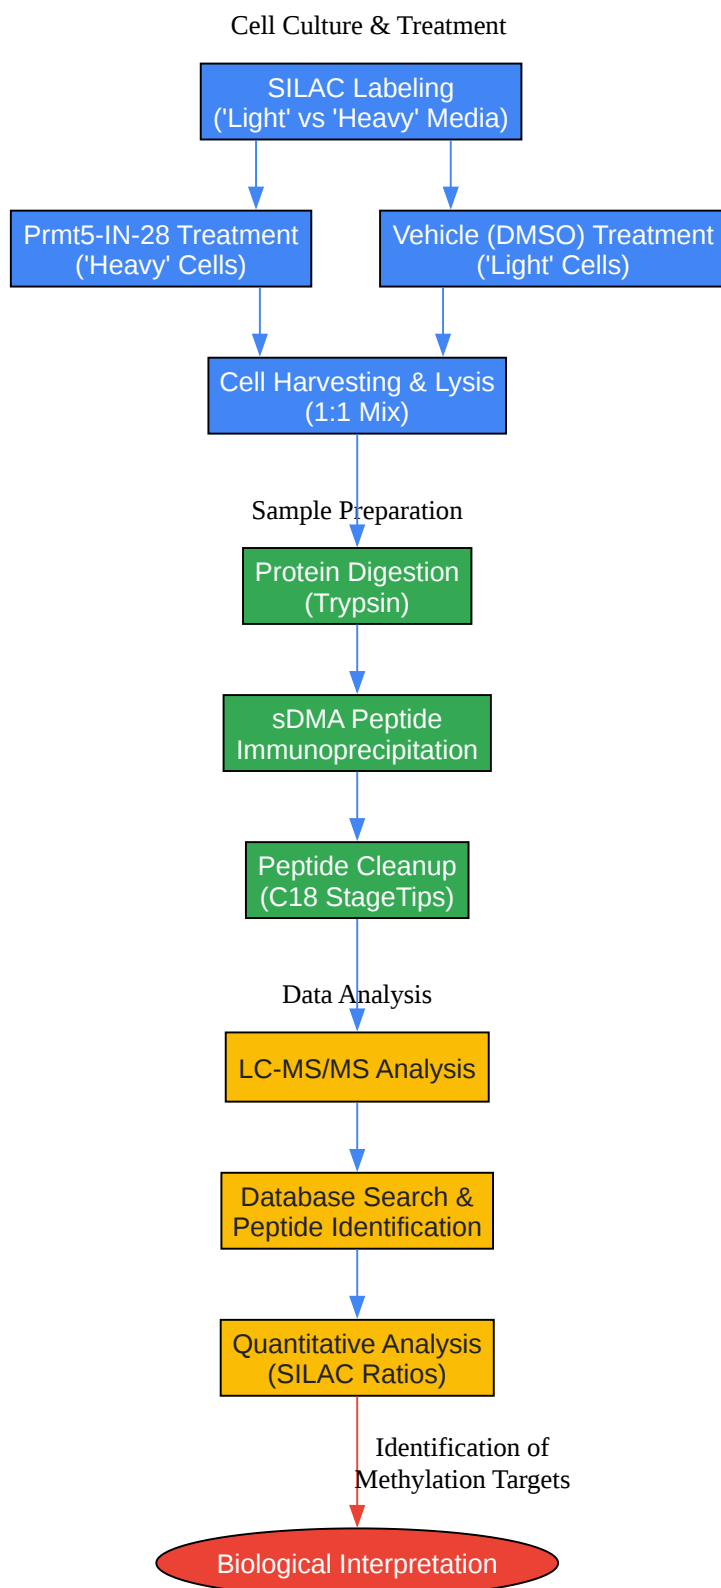 Cell Culture & Treatment
SILAC Labeling
('Light' vs 'Heavy' Media)
Prmt5-IN-28 Treatment
('Heavy' Cells)
Vehicle (DMSO) Treatment
('Light' Cells)
Cell Harvesting & Lysis
(1:1 Mix)
Sample Preparation
Protein Digestion
(Trypsin)
sDMA Peptide
Immunoprecipitation
Peptide Cleanup
(C18 StageTips)
Data Analysis
LC-MS/MS Analysis
Database Search &
Peptide Identification
Quantitative Analysis
(SILAC Ratios)
Identification of
Methylation Targets
Biological Interpretation